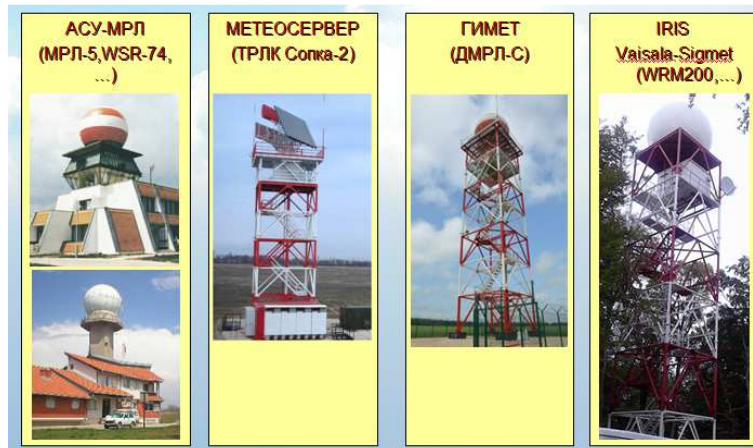 АСУ-МРЛ
(МРЛ-5,WSR-74,
...)
МЕТЕОСЕРВЕР
(ТРЛК Сопка-2)
ГИМЕТ
(ДМРЛ-С)
IRIS
Vaisala-Sigmet
(WRM200,...)